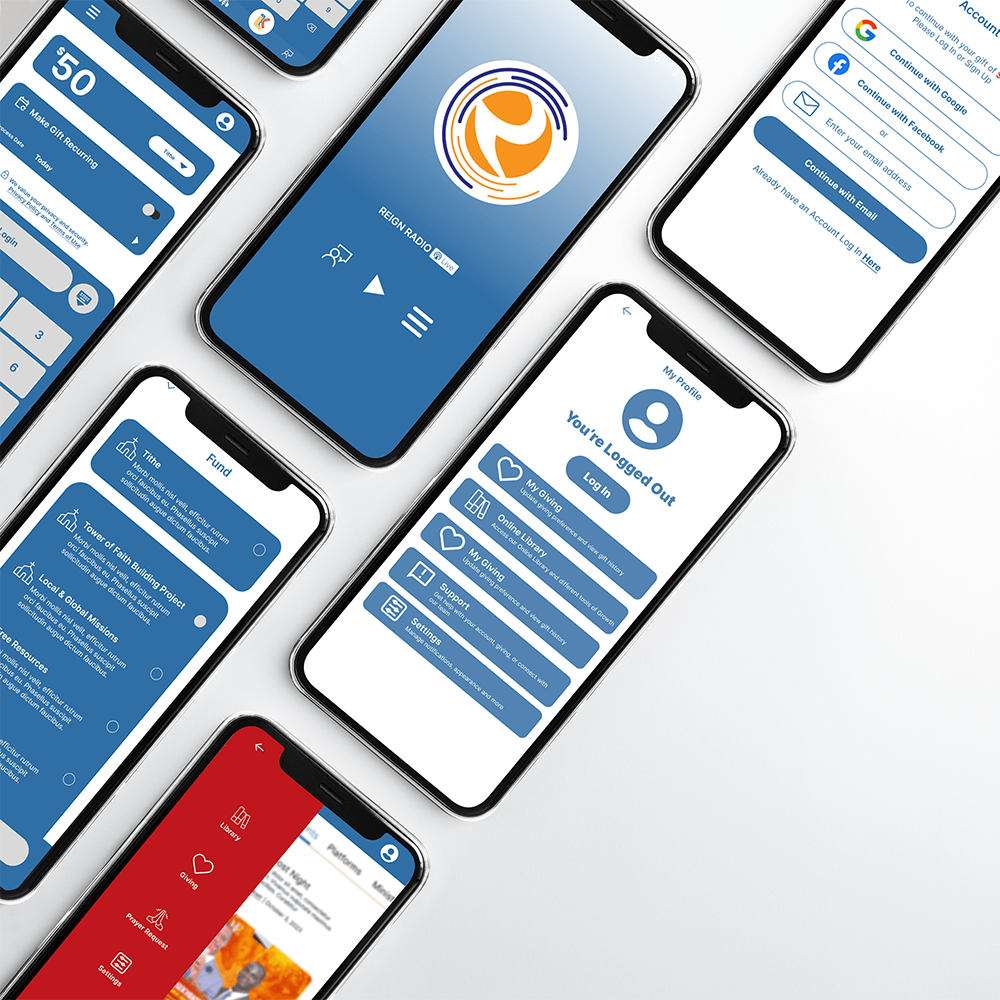 $50
Make Gift Recurring
Process Date
Today
Tithe
We value your privacy and security.
Privacy Policy and Terms of Use
Login
3
6
REIGN RADIO
Live
Account
To continue with your gift of $
Please Log In or Sign Up
Continue with Google
Continue with Facebook
or
Enter your email address
Continue with Email
Already have an Account Log In Here
Fund
Tithe
Morbi mollis nisl velit, efficitur rutrum
orci faucibus eu. Phasellus suscipit
sollicitudin augue dictum faucibus.
Tower of Faith Building Project
Morbi mollis nisl velit, efficitur rutrum
orci faucibus eu. Phasellus suscipit
sollicitudin augue dictum faucibus.
Local & Global Missions
Morbi mollis nisl velit, efficitur rutrum
orci faucibus eu. Phasellus suscipit
sollicitudin augue dictum faucibus.
Free Resources
mollis nisl velit, efficitur rutrum
faucibus eu. Phasellus suscipit
sollicitudin augue dictum faucibus.
efficitur rutrum
suscipit
faucibus.
My Profile
You're Logged Out
Log In
My Giving
Update giving preference and view gift history
Online Library
Access our Online Library and different tools of Growth
My Giving
Update giving preference and view gift history
Support
Get help with your account, giving, or connect with
our team
Settings
Manage notifications, appearance and more
Library
Giving
Prayer Request
Settings
Platforms
Night
October 3, 2023